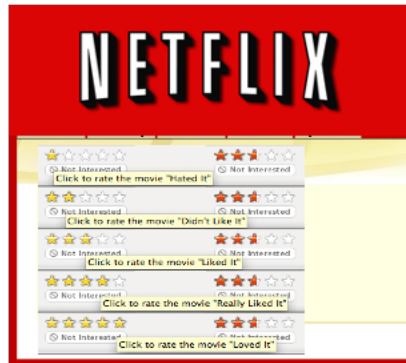 NETFLIX
Not Interested Not Interested
Click to rate the movie "Hated It"
Not Interested Not Interested
Click to rate the movie "Didn't Like It"
Not Interested Not Interested
Click to rate the movie "Liked It"
Not Interested Not Interested
Click to rate the movie "Really Liked It"
Not Interested Not Interested
Click to rate the movie "Loved It"